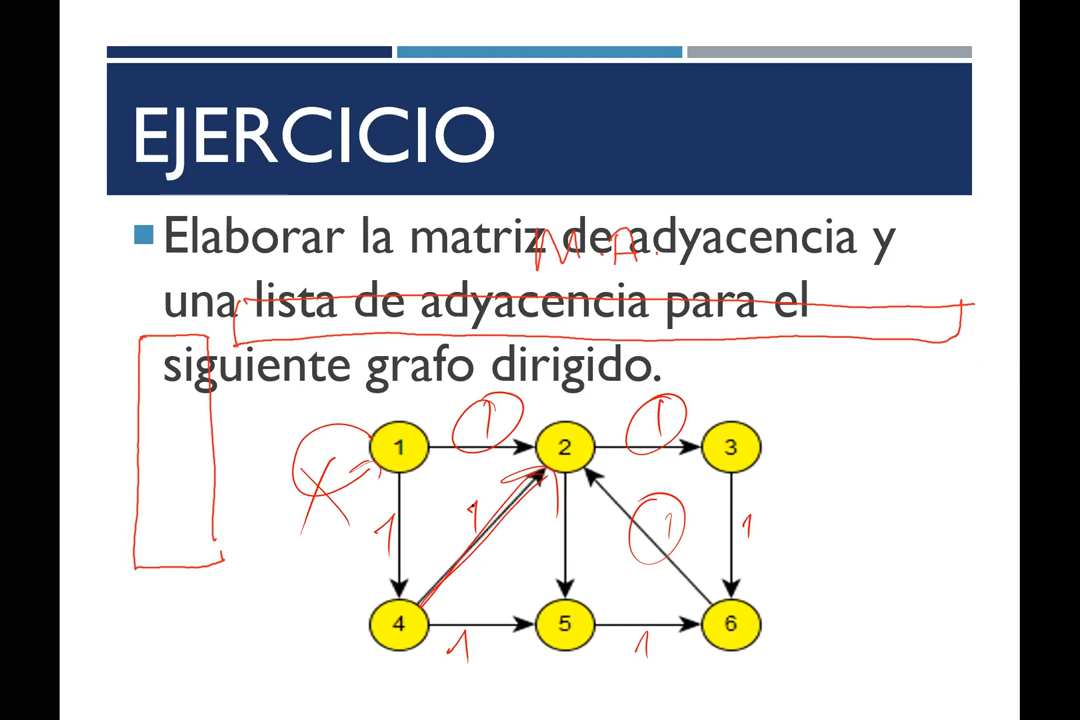 EJERCICIO
Elaborar la matriz de adyacencia y
M.A.
una lista de adyacencia para el
siguiente grafo dirigido.
1 1
1 2 3
1 1 1 1
4 5 6
1 1